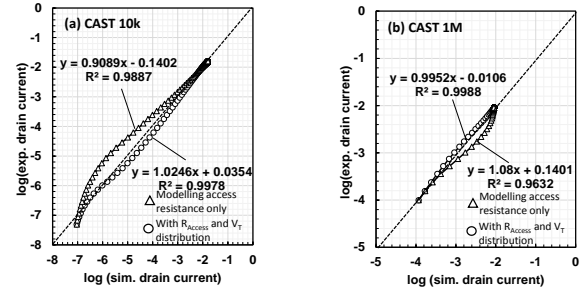 (a) CAST 10k
y = 0.9089x - 0.1402
R² = 0.9887
y = 1.0246x + 0.0354
R² = 0.9978
Modelling access
resistance only
With RAccess and VT
distribution
log(exp. drain current)
0
-1
-2
-3
-4
-5
-6
-7
-8
-8 -7 -6 -5 -4 -3 -2 -1 0
log (sim. drain current)
(b) CAST 1M
y = 0.9952x - 0.0106
R² = 0.9988
y = 1.08x + 0.1401
R² = 0.9632
Modelling access
resistance only
With RAccess and VT
distribution
log(exp. drain current)
0
-1
-2
-3
-4
-5
-5 -4 -3 -2 -1 0
log (sim. drain current)